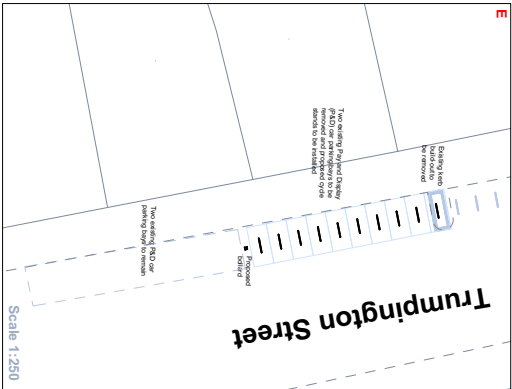 E
Existing kerb
build-out to
be removed
Two existing Pay and Display
(P&D) car parking bays to be
removed and proposed cycle
stands to be installed
Two existing P&D car
parking bays to remain
Proposed
bollard
Trumpington Street
Scale 1:250